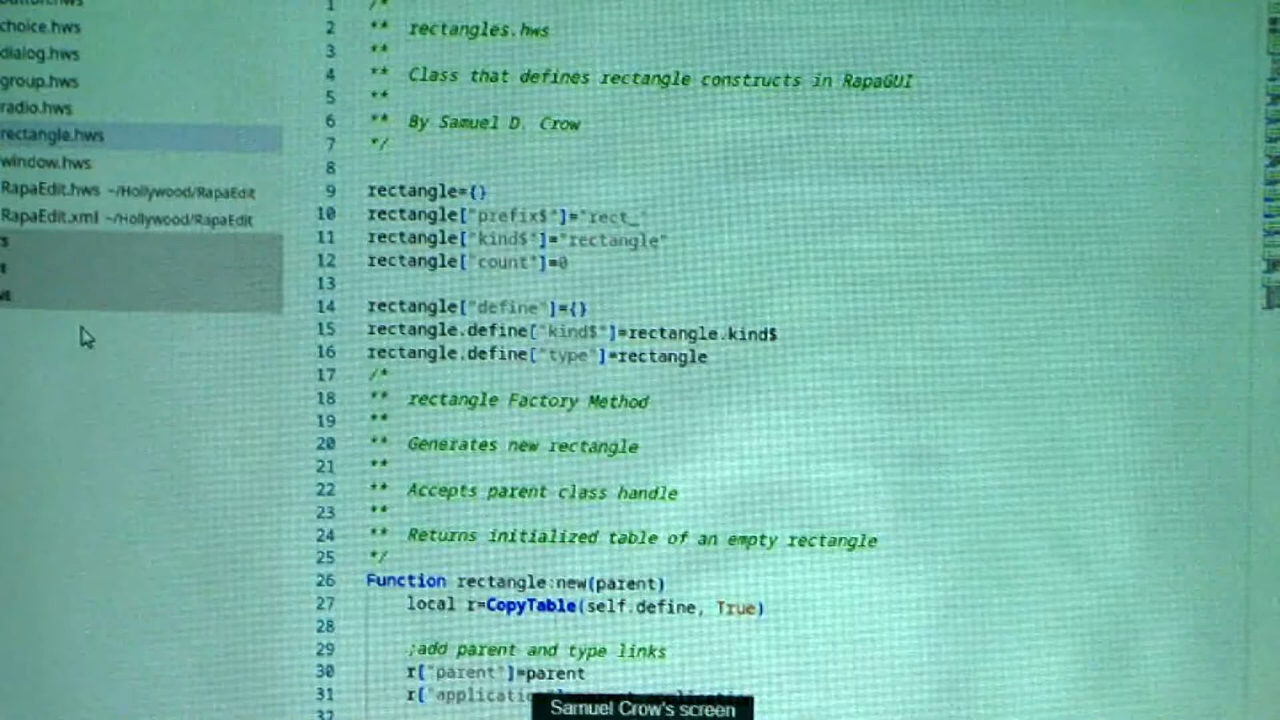 choice.hws
dialog.hws
group.hws
radio.hws
rectangle.hws
window.hws
RapaEdit.hws ~/Hollywood/RapaEdit
RapaEdit.xml ~/Hollywood/RapaEdit
1 /*
2 ** rectangles.hws
3 **
4 ** Class that defines rectangle constructs in RapaGUI
5 **
6 ** By Samuel D. Crow
7 */
8
9 rectangle={}
10 rectangle["prefix$"]="rect_"
11 rectangle["kind$"]="rectangle"
12 rectangle["count"]=0
13
14 rectangle["define"]={}
15 rectangle.define["kind$"]=rectangle.kind$
16 rectangle.define["type"]=rectangle
17 /*
18 ** rectangle Factory Method
19 **
20 ** Generates new rectangle
21 **
22 ** Accepts parent class handle
23 **
24 ** Returns initialized table of an empty rectangle
25 */
26 Function rectangle:new(parent)
27 local r=CopyTable(self.define, True)
28
29 ;add parent and type links
30 r["parent"]=parent
31 r["applicatio
32
Samuel Crow's screen